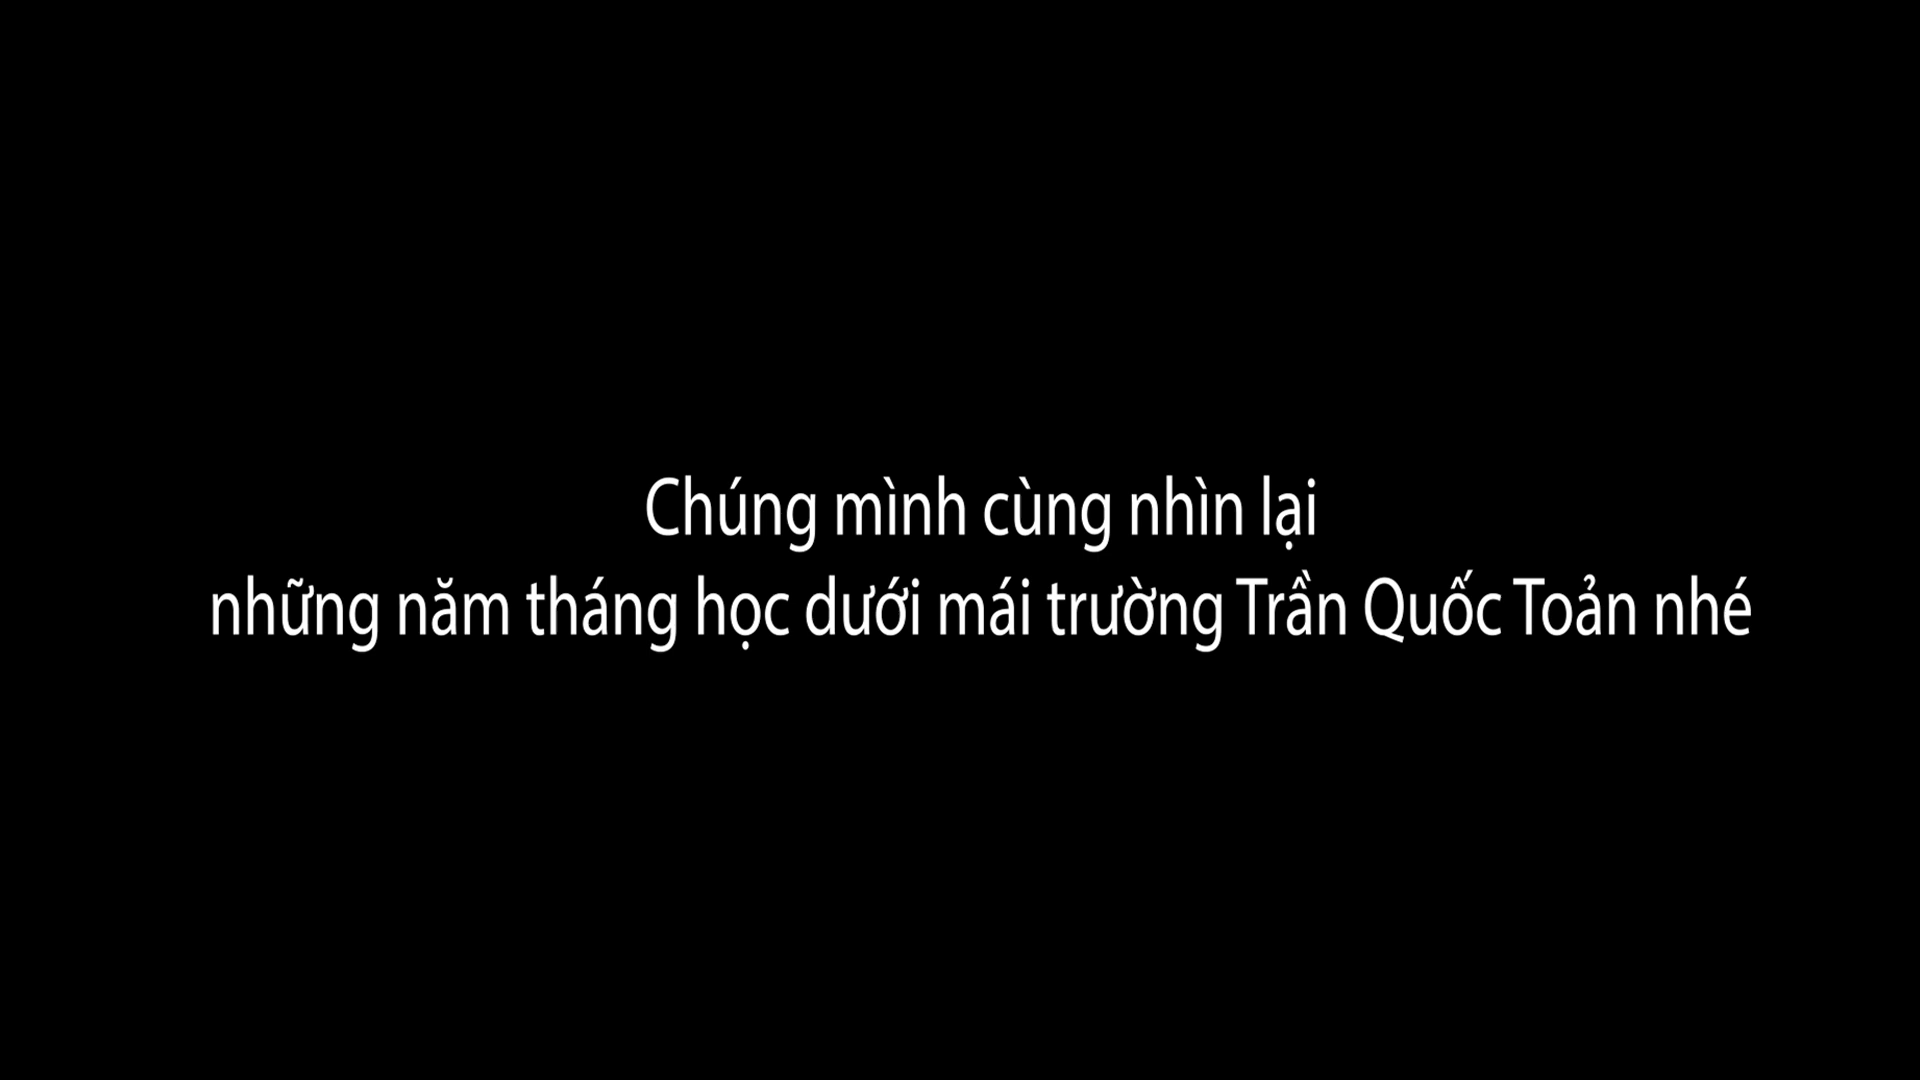 Chúng mình cùng nhìn lại
những năm tháng học dưới mái trường Trần Quốc Toản nhé